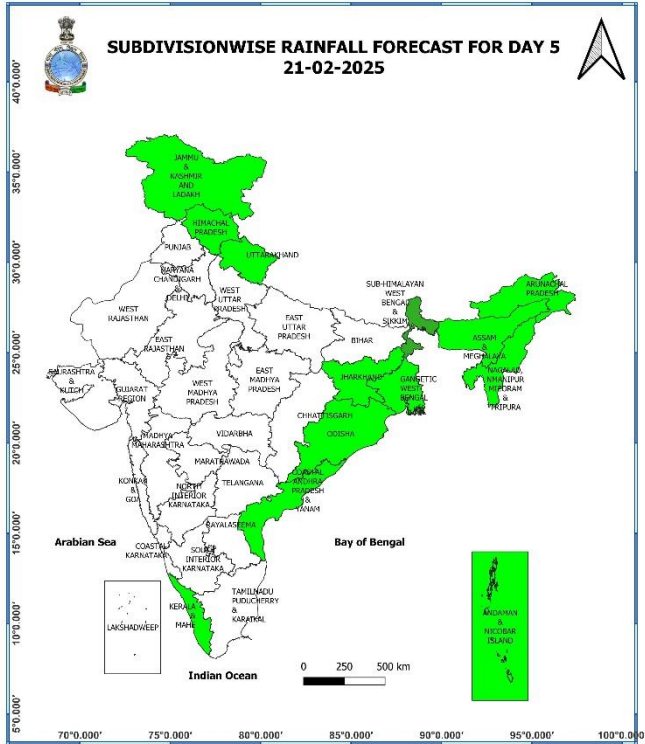 SUBDIVISIONWISE RAINFALL FORECAST FOR DAY 5
21-02-2025
40°0.000'
35°0.000'
30°0.000'
25°0.000'
20°0.000'
15°0.000'
10°0.000'
5°0.000'
JAMMU
&
KASHMIR
AND
LADAKH
HIMACHAL
PRADESH
UTTARAKHAND
PUNJAB
HARYANA
CHANDIGARH
&
DELHI
WEST
UTTAR
PRADESH
WEST
RAJASTHAN
EAST
RAJASTHAN
EAST
UTTAR
PRADESH
BIHAR
SUB-HIMALAYAN
WEST
BENGAL
&
SIKKIM
ARUNACHAL
PRADESH
ASSAM
&
MEGHALAYA
NAGALAD,
MANIPUR
MIZORAM
&
TRIPURA
SAURASHTRA
&
KUTCH
GUJARAT
REGION
WEST
MADHYA
PRADESH
EAST
MADHYA
PRADESH
JHARKHAND
GANGETIC
WEST
BENGAL
CHHATTISGARH
ODISHA
MADHYA
MAHARASHTRA
VIDARBHA
MARATHWADA
KONKAN
&
GOA
NORTH
INTERIOR
KARNATAKA
TELANGANA
COASTAL
ANDHRA
PRADESH
&
YANAM
RAYALASEEMA
COASTAL
KARNATAKA
SOUTH
INTERIOR
KARNATAKA
TAMILNADU
PUDUCHERRY
&
KARAIKAL
KERALA
&
MAHE
LAKSHADWEEP
ANDAMAN
&
NICOBAR
ISLAND
Arabian Sea
Bay of Bengal
Indian Ocean
0 250 500 km
70°0.000' 75°0.000' 80°0.000' 85°0.000' 90°0.000' 95°0.000' 100°0.000'